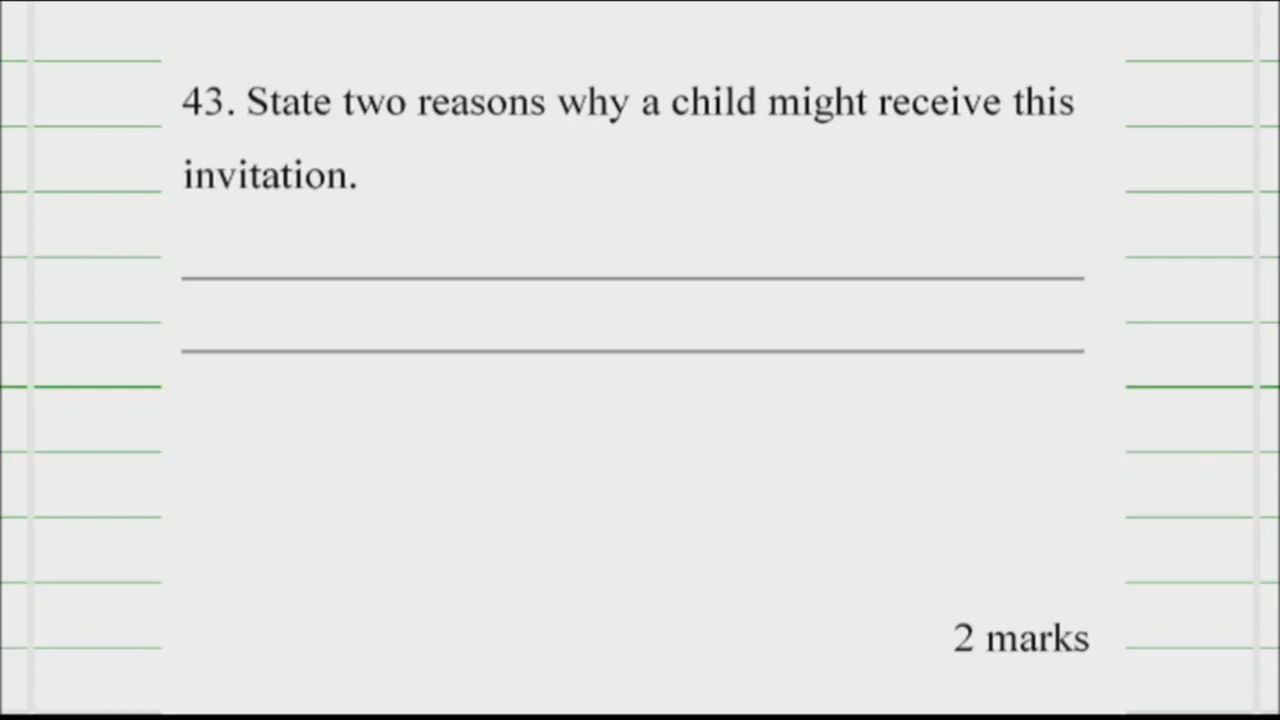 43. State two reasons why a child might receive this
invitation.
2 marks